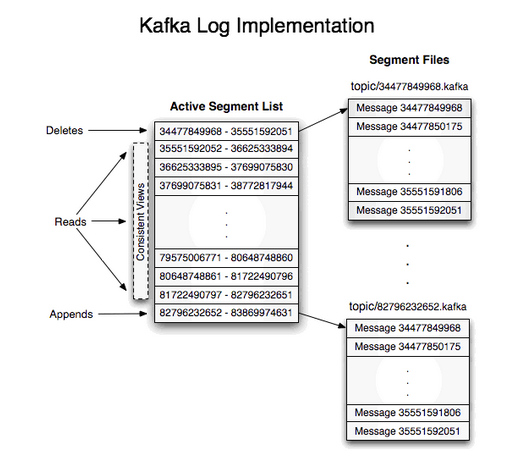 Kafka Log Implementation
Segment Files
topic/34477849968.kafka
Active Segment List
Message 34477849968
Message 34477850175
.
.
.
Message 35551591806
Message 35551592051
Deletes
34477849968 - 35551592051
35551592052 - 36625333894
36625333895 - 37699075830
37699075831 - 38772817944
.
.
.
Reads
Consistent Views
79575006771 - 80648748860
80648748861 - 81722490796
81722490797 - 82796232651
Appends
82796232652 - 83869974631
.
.
.
topic/82796232652.kafka
Message 34477849968
Message 34477850175
.
.
.
Message 35551591806
Message 35551592051